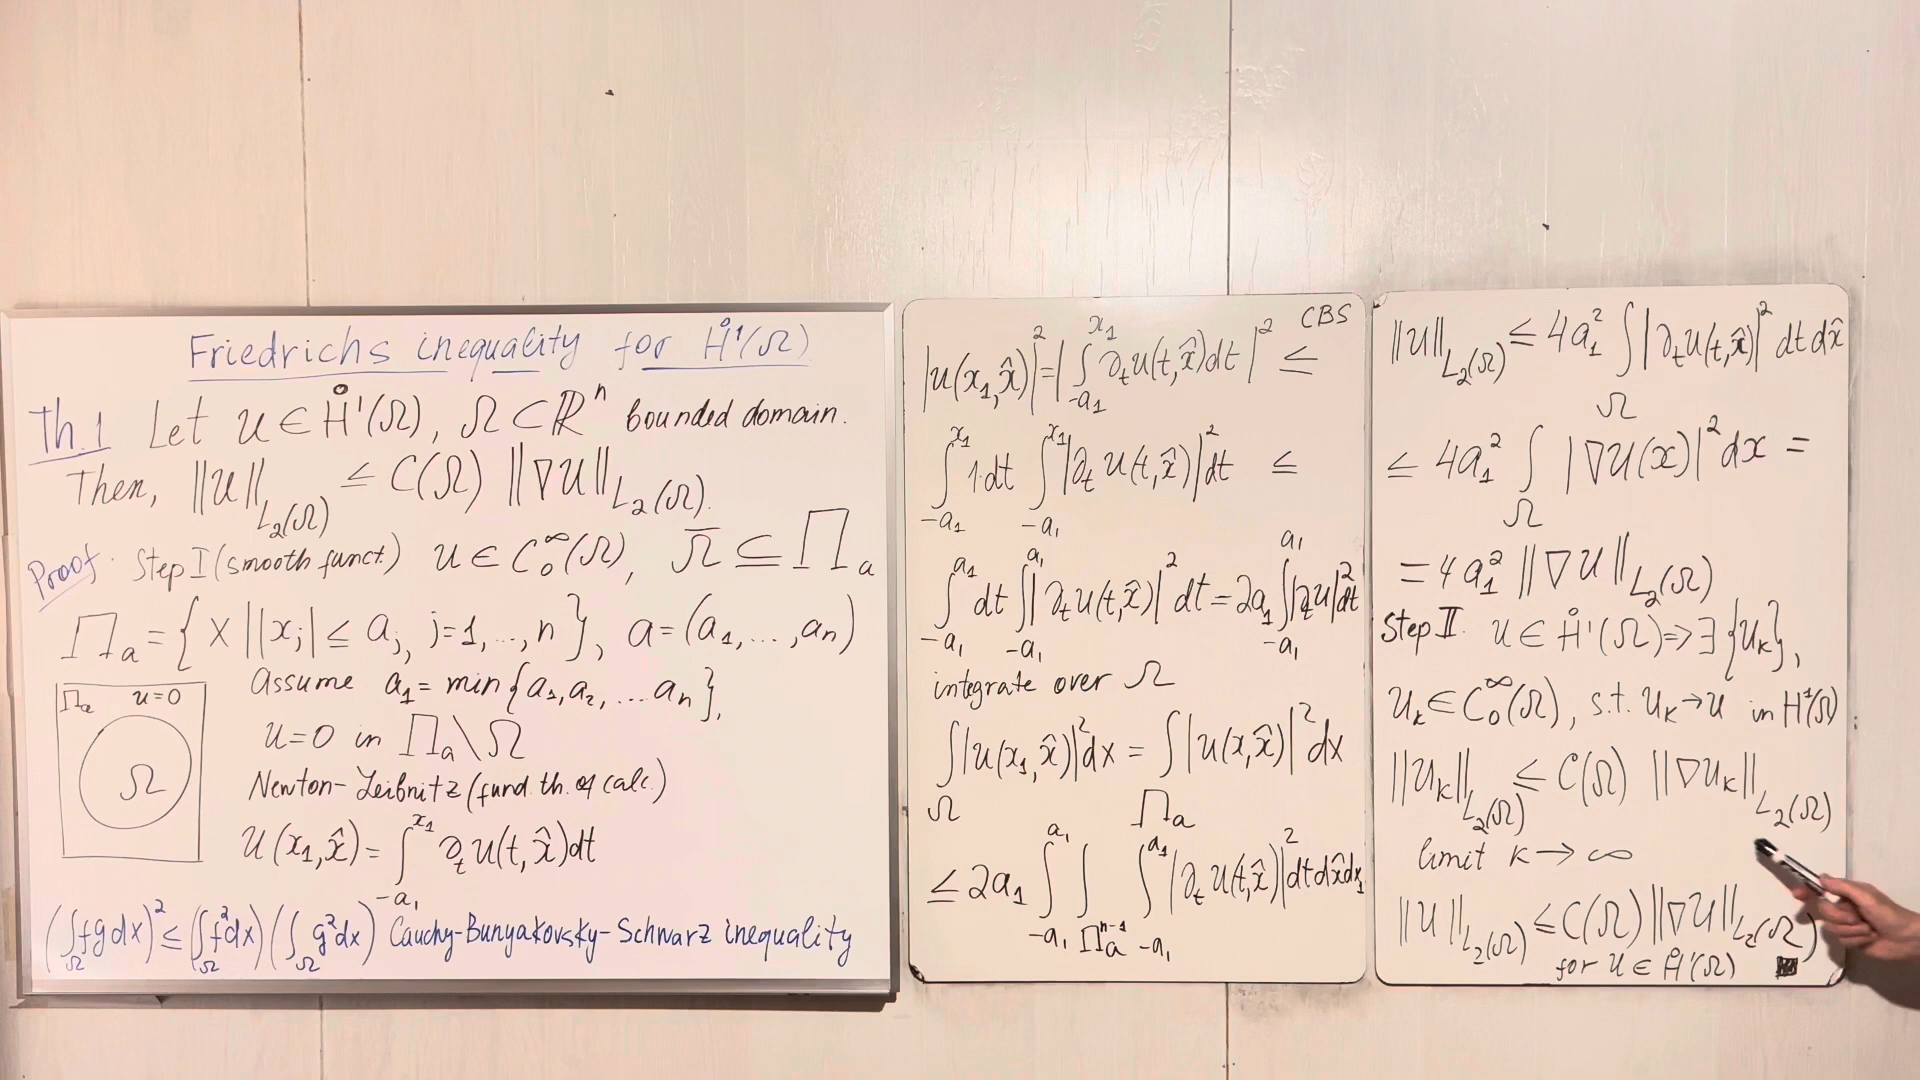 Friedrichs inequality for H̊¹(Ω)
Th.1 Let u ∈ H̊¹(Ω), Ω ⊂ ℝⁿ bounded domain.
Then, ||u||_{L₂(Ω)} ≤ C(Ω) ||∇u||_{L₂(Ω)}.
Proof. Step I (smooth funct.) u ∈ C₀^∞(Ω), Ω̅ ⊆ Π_a
Π_a = { x | |x_j| ≤ a_j, j=1,...,n }, a = (a₁,...,a_n)
assume a₁ = min{a₁,a₂,...a_n},
Π_a u=0
u=0 in Π_a\Ω
Ω
Newton-Leibnitz (fund. th. of calc.)
u(x₁,x̂) = ∫_{-a₁}^{x₁} ∂_t u(t,x̂)dt
(∫_Ω fg dx)² ≤ (∫_Ω f²dx)(∫_Ω g²dx) Cauchy-Bunyakovsky-Schwarz inequality
CBS
|u(x₁,x̂)|² = |∫_{-a₁}^{x₁} ∂_t u(t,x̂)dt|² ≤
∫_{-a₁}^{x₁} 1·dt ∫_{-a₁}^{x₁} |∂_t u(t,x̂)|² dt ≤
∫_{-a₁}^{a₁} dt ∫_{-a₁}^{a₁} |∂_t u(t,x̂)|² dt = 2a₁ ∫_{-a₁}^{a₁} |∂_t u|² dt
integrate over Ω
∫_Ω |u(x₁,x̂)|² dx = ∫_{Π_a} |u(x,x̂)|² dx
≤ 2a₁ ∫_{-a₁}^{a₁} ∫_{Π_a^{n-1}} ∫_{-a₁}^{a₁} |∂_t u(t,x̂)|² dt dx̂ dx₁
||u||_{L₂(Ω)} ≤ 4a₁² ∫_Ω |∂_t u(t,x̂)|² dt dx̂
≤ 4a₁² ∫_Ω |∇u(x)|² dx =
= 4a₁² ||∇u||_{L₂(Ω)}
Step II. u ∈ H̊¹(Ω) => ∃ {u_k},
u_k ∈ C₀^∞(Ω), s.t. u_k → u in H¹(Ω)
||u_k||_{L₂(Ω)} ≤ C(Ω) ||∇u_k||_{L₂(Ω)}
limit k → ∞
||u||_{L₂(Ω)} ≤ C(Ω) ||∇u||_{L₂(Ω)}
for u ∈ H̊¹(Ω) ■